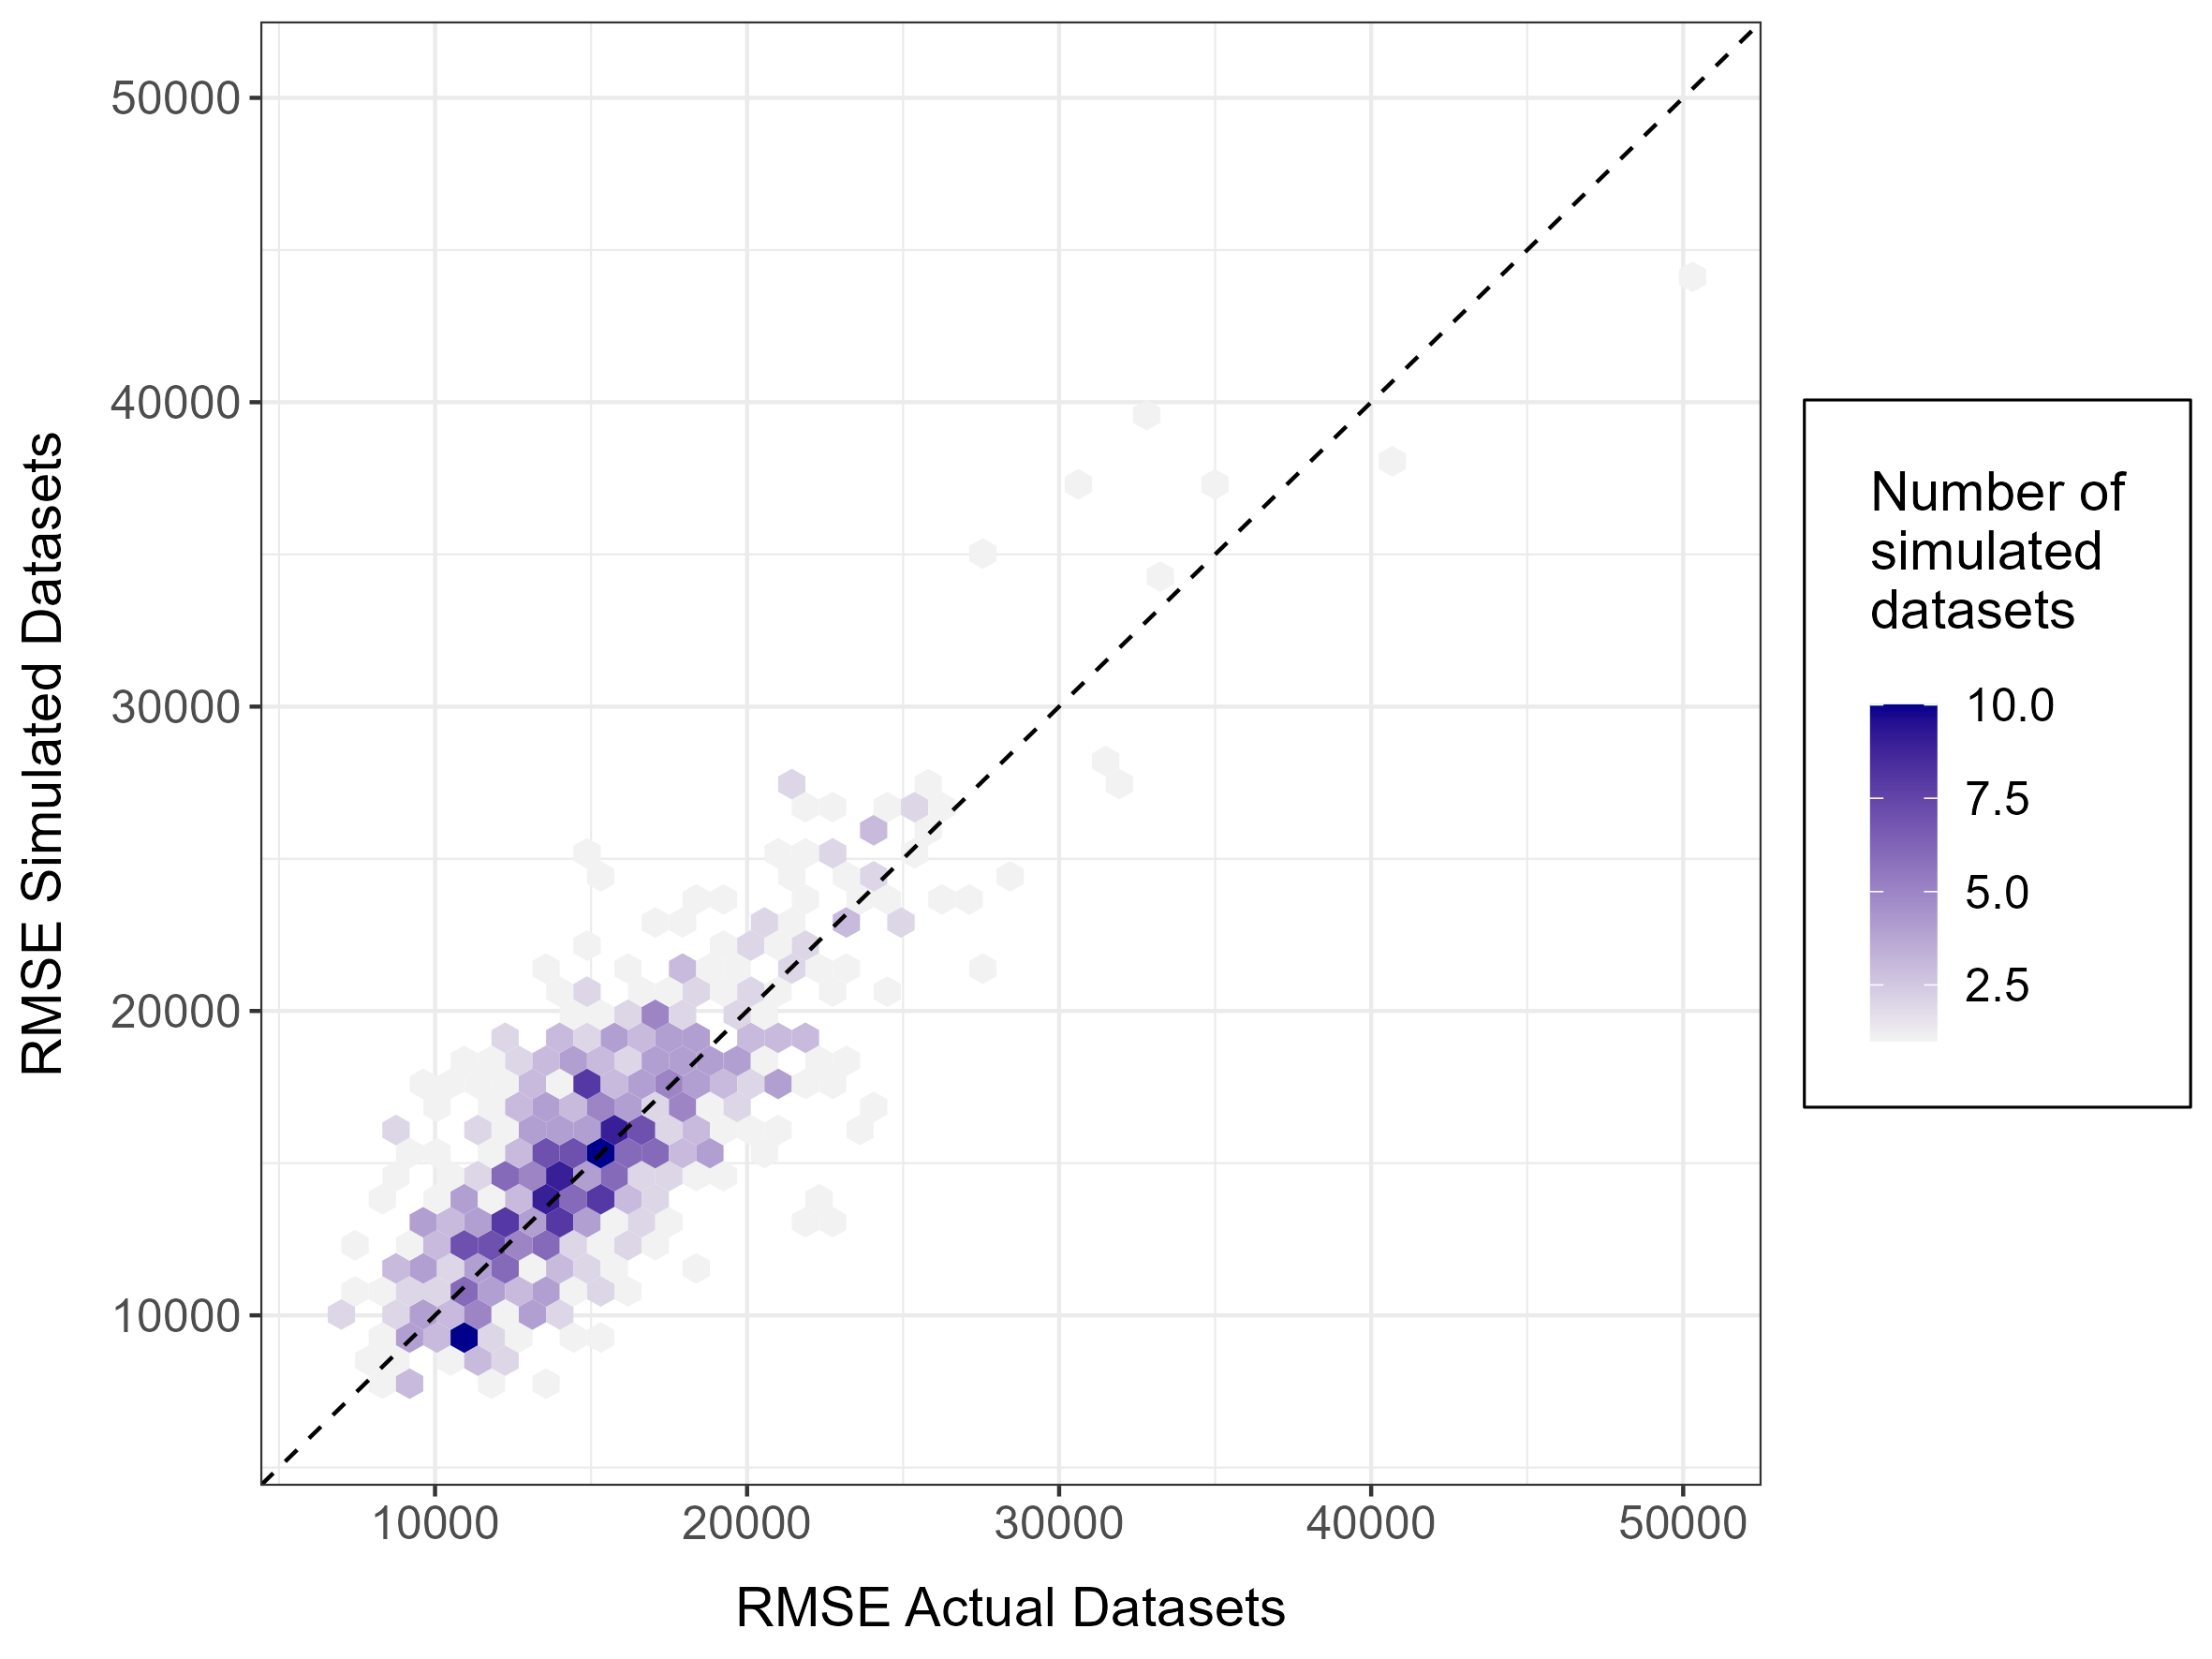 RMSE Simulated Datasets
50000
40000
30000
20000
10000
10000 20000 30000 40000 50000
RMSE Actual Datasets
Number of
simulated
datasets
10.0
7.5
5.0
2.5